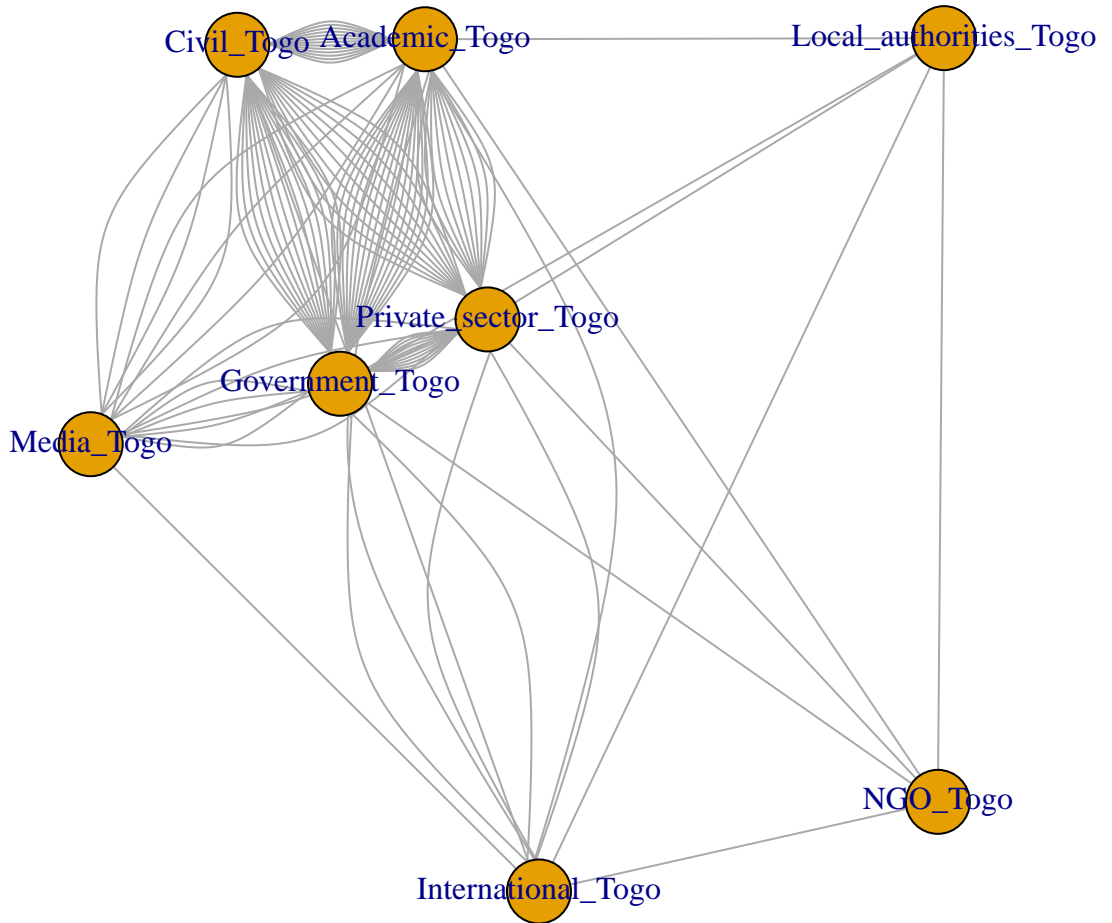 Civil_Togo
Academic_Togo
Local_authorities_Togo
Private_sector_Togo
Government_Togo
Media_Togo
NGO_Togo
International_Togo